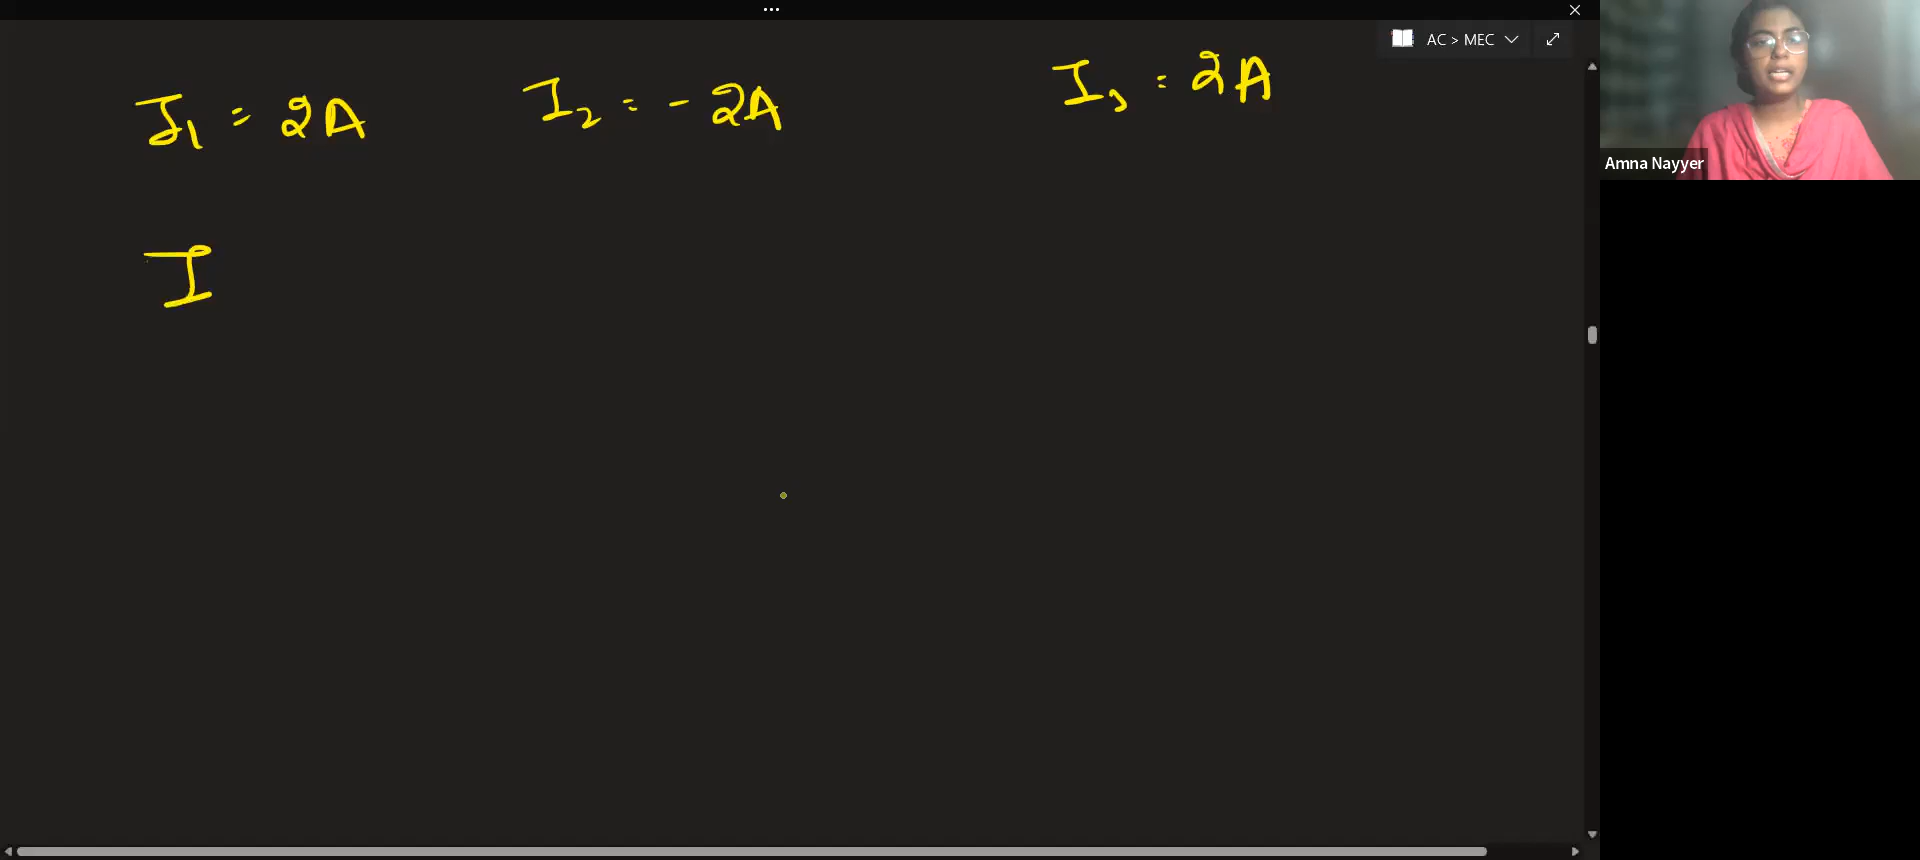 AC > MEC
I₁ = 2A I₂ = - 2A I₃ = 2A
I
Amna Nayyer